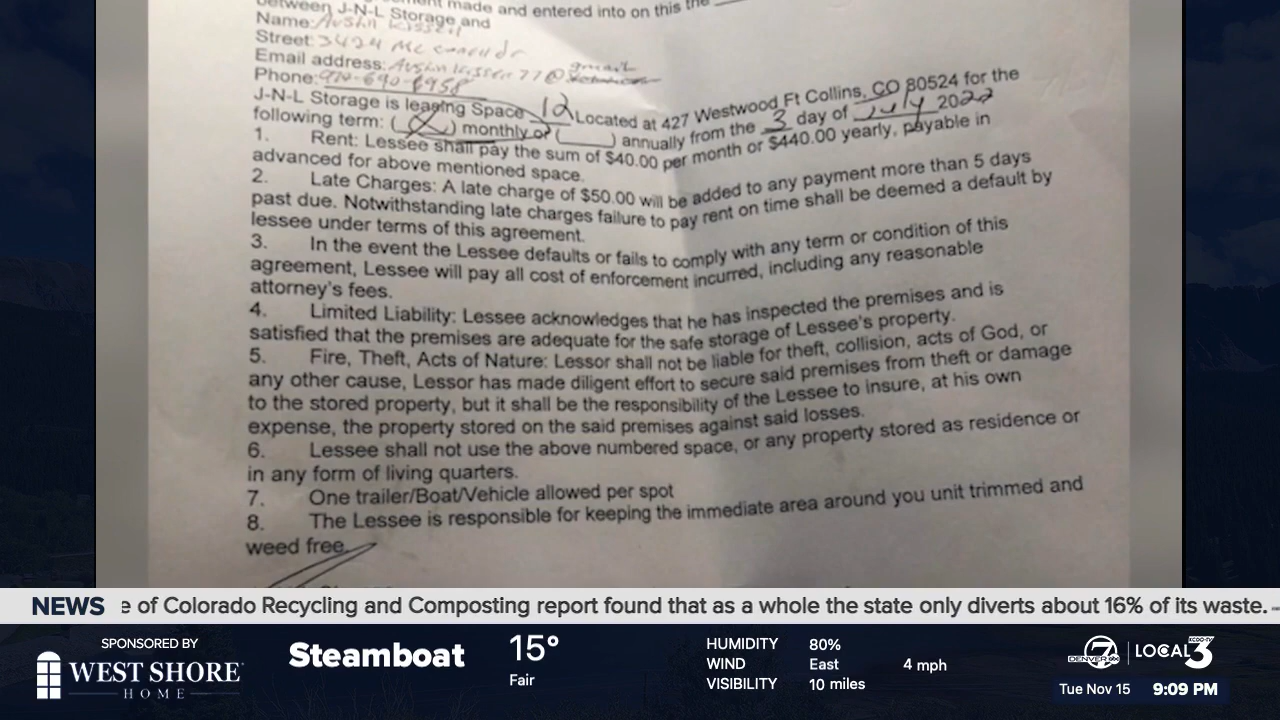 ment made and entered into on this the
between J-N-L Storage and
Name: Austin
Street: 3424 Mc
Email address: @gmail
Phone: 970-690-6958
J-N-L Storage is leasing Space 12 Located at 427 Westwood Ft Collins, CO 80524 for the
following term: (X) monthly or (____) annually from the 3 day of July 2022
1. Rent: Lessee shall pay the sum of $40.00 per month or $440.00 yearly, payable in
advanced for above mentioned space.
2. Late Charges: A late charge of $50.00 will be added to any payment more than 5 days
past due. Notwithstanding late charges failure to pay rent on time shall be deemed a default by
lessee under terms of this agreement.
3. In the event the Lessee defaults or fails to comply with any term or condition of this
agreement, Lessee will pay all cost of enforcement incurred, including any reasonable
attorney's fees.
4. Limited Liability: Lessee acknowledges that he has inspected the premises and is
satisfied that the premises are adequate for the safe storage of Lessee's property.
5. Fire, Theft, Acts of Nature: Lessor shall not be liable for theft, collision, acts of God, or
any other cause, Lessor has made diligent effort to secure said premises from theft or damage
to the stored property, but it shall be the responsibility of the Lessee to insure, at his own
expense, the property stored on the said premises against said losses.
6. Lessee shall not use the above numbered space, or any property stored as residence or
in any form of living quarters.
7. One trailer/Boat/Vehicle allowed per spot
8. The Lessee is responsible for keeping the immediate area around you unit trimmed and
weed free.
NEWS e of Colorado Recycling and Composting report found that as a whole the state only diverts about 16% of its waste. -
SPONSORED BY
WEST SHORE
HOME
Steamboat
15°
Fair
HUMIDITY 80%
WIND East 4 mph
VISIBILITY 10 miles
7 DENVER | LOCAL 3 KCDO-TV
Tue Nov 15 9:09 PM